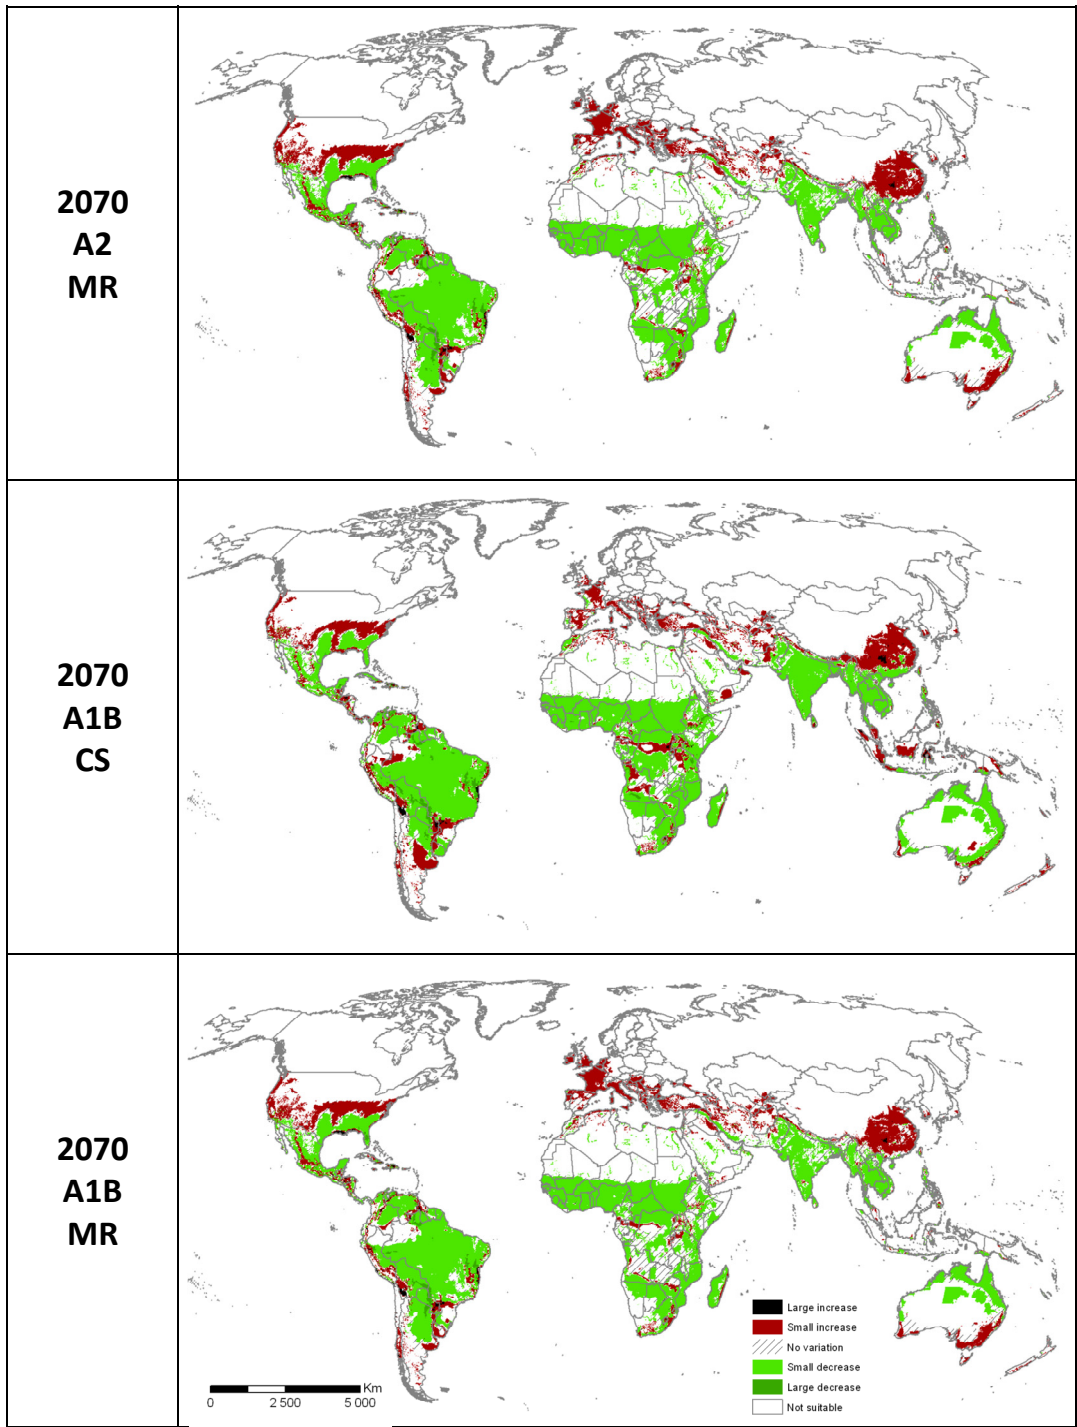 2070
A2
MR
2070
A1B
CS
2070
A1B
MR
Large increase
Small increase
No variation
Small decrease
Large decrease
Not suitable
Km
0 2 500 5 000